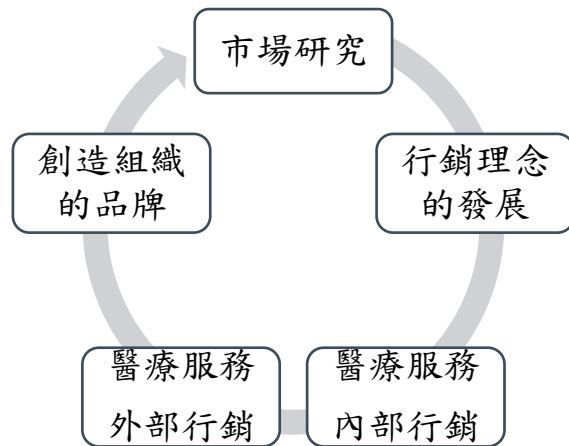 市場研究
行銷理念
的發展
醫療服務
內部行銷
醫療服務
外部行銷
創造組織
的品牌